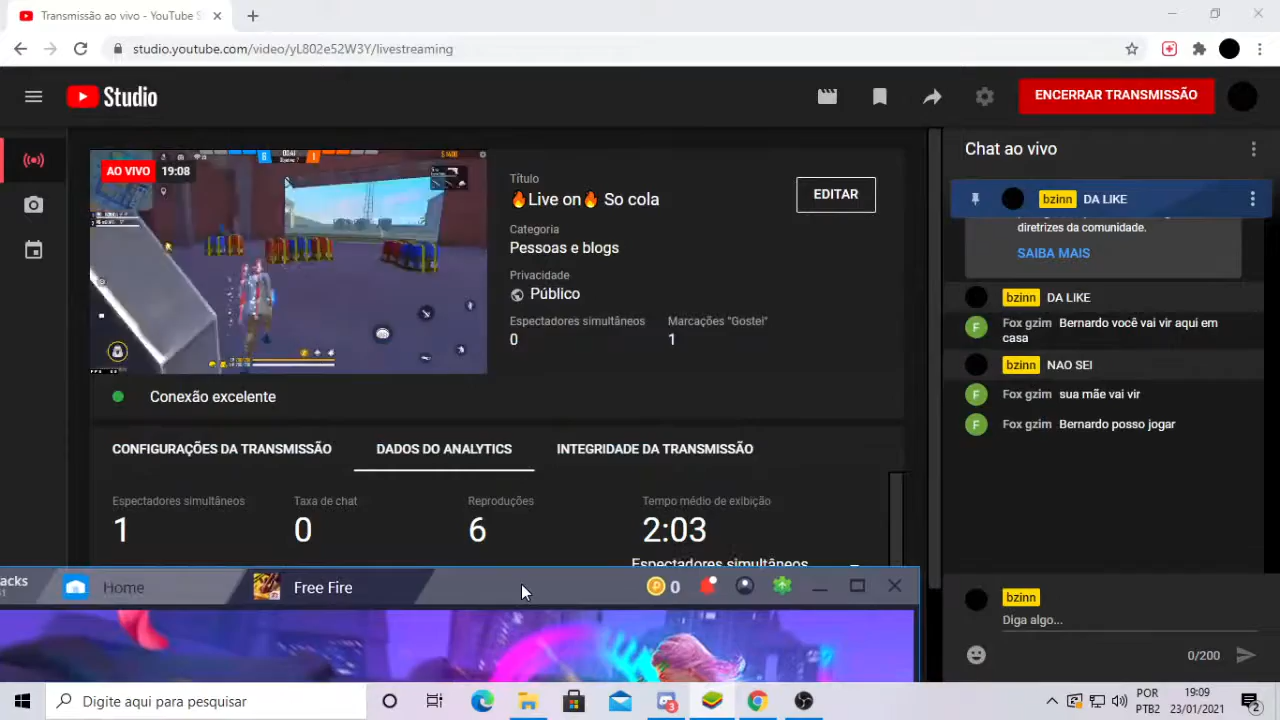 Transmissão ao vivo - YouTube S
studio.youtube.com/video/yL802e52W3Y/livestreaming
Studio
ENCERRAR TRANSMISSÃO
AO VIVO 19:08
Título
🔥Live on🔥 So cola
EDITAR
Categoria
Pessoas e blogs
Privacidade
Público
Espectadores simultâneos
0
Marcações "Gostei"
1
Conexão excelente
CONFIGURAÇÕES DA TRANSMISSÃO
DADOS DO ANALYTICS
INTEGRIDADE DA TRANSMISSÃO
Espectadores simultâneos
1
Taxa de chat
0
Reproduções
6
Tempo médio de exibição
2:03
Espectadores simultâneos
Chat ao vivo
bzinn DA LIKE
diretrizes da comunidade.
SAIBA MAIS
bzinn DA LIKE
Fox gzim Bernardo você vai vir aqui em
casa
bzinn NAO SEI
Fox gzim sua mãe vai vir
Fox gzim Bernardo posso jogar
bzinn
Diga algo...
0/200
acks
Home
Free Fire
0
Digite aqui para pesquisar
3
POR
PTB2
19:09
23/01/2021
2